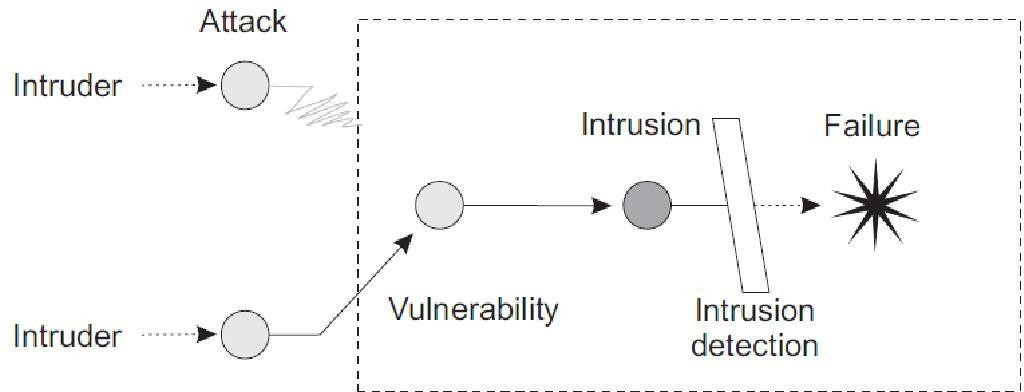 Attack
Intruder
Intrusion
Failure
Vulnerability
Intrusion
detection
Intruder